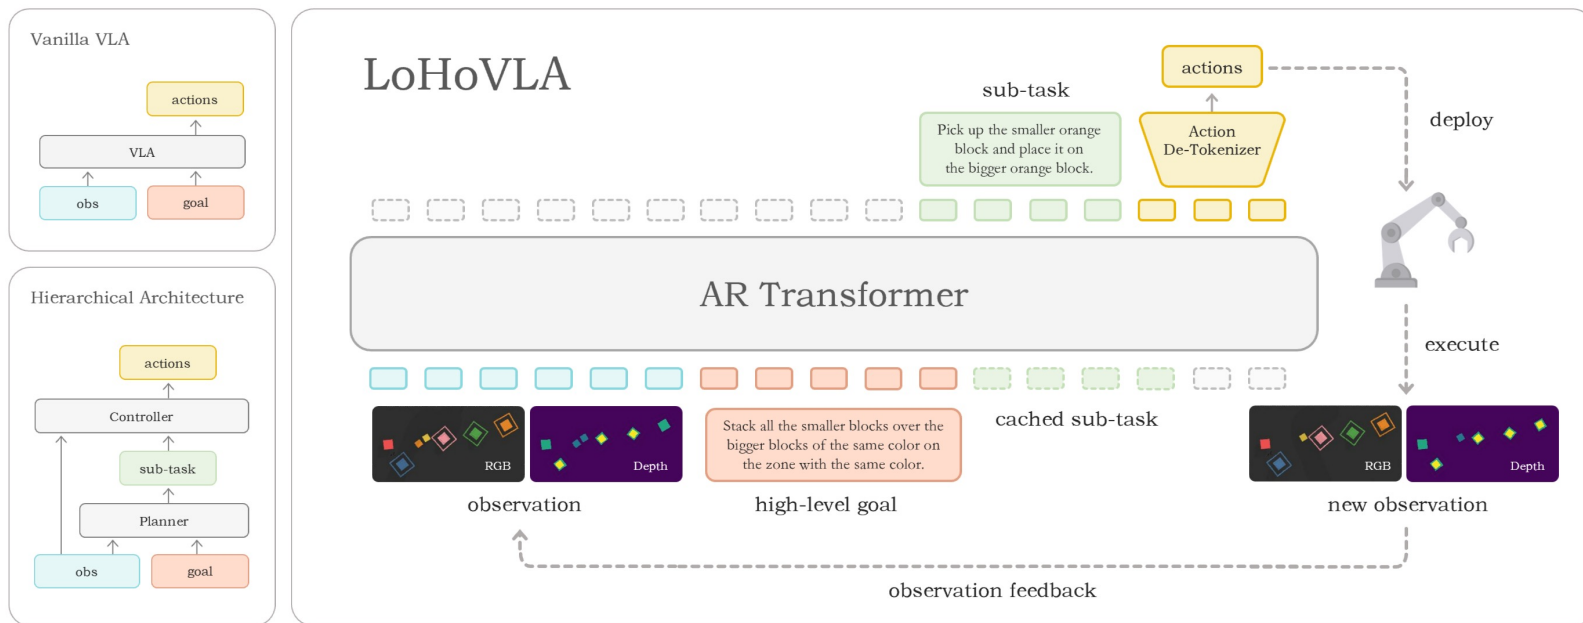 Vanilla VLA
actions
VLA
obs
goal
Hierarchical Architecture
actions
Controller
sub-task
Planner
obs
goal
LoHoVLA
sub-task
Pick up the smaller orange
block and place it on
the bigger orange block.
actions
Action
De-Tokenizer
deploy
AR Transformer
execute
RGB
Depth
observation
Stack all the smaller blocks over the
bigger blocks of the same color on
the zone with the same color.
high-level goal
cached sub-task
RGB
Depth
new observation
observation feedback